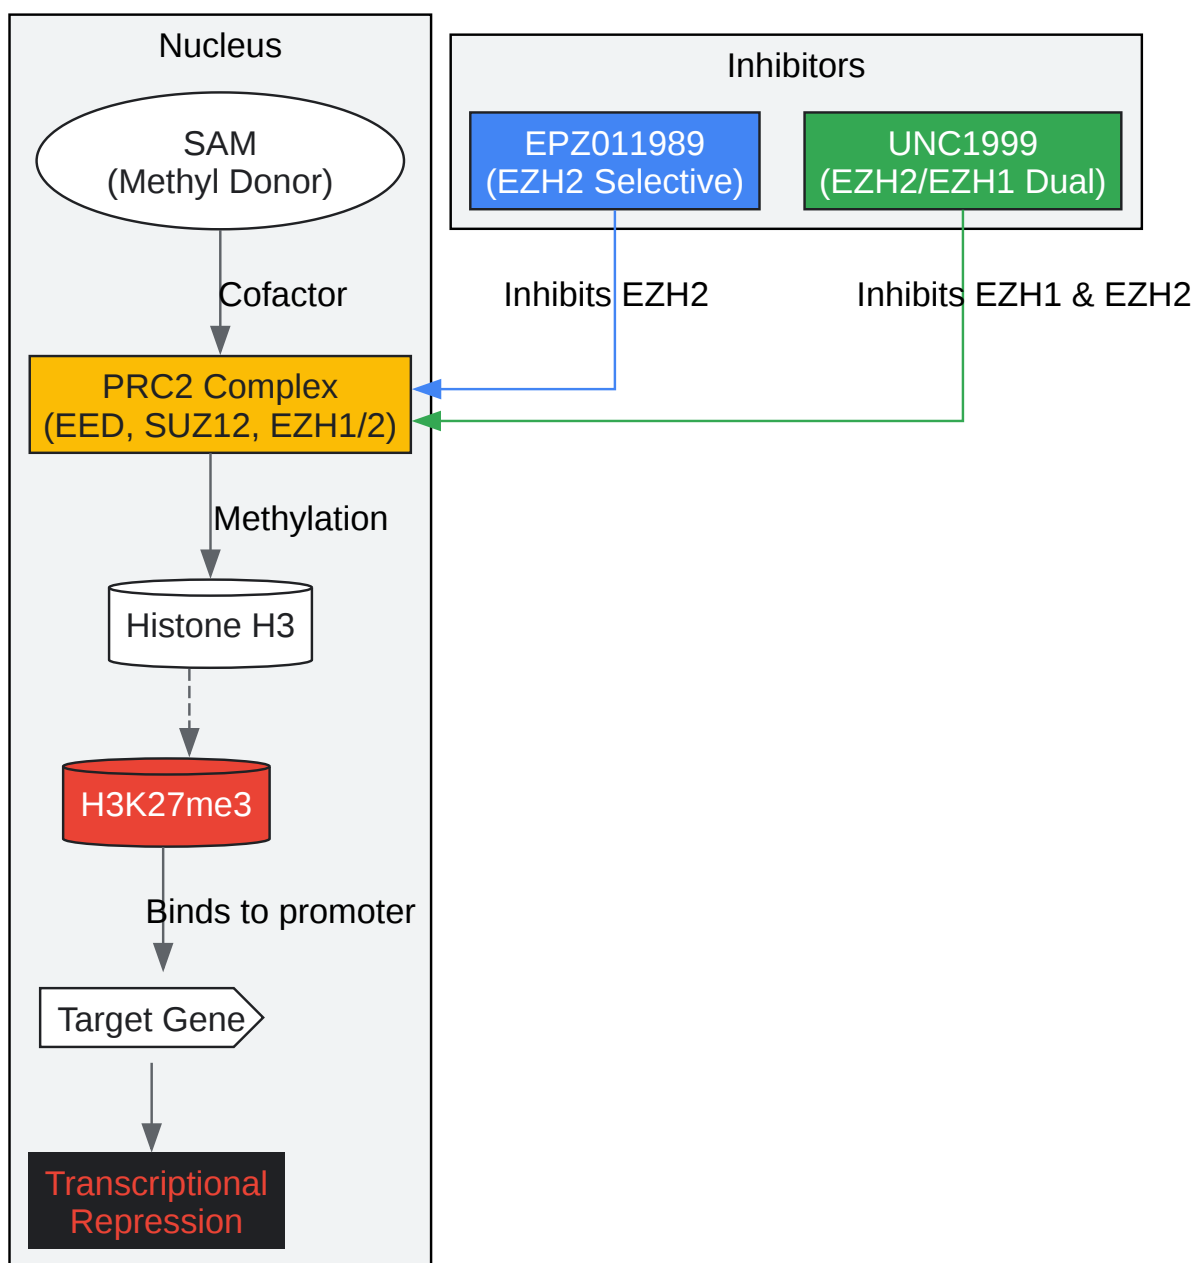 Nucleus
SAM
(Methyl Donor)
Cofactor
PRC2 Complex
(EED, SUZ12, EZH1/2)
Methylation
Histone H3
H3K27me3
Binds to promoter
Target Gene
Transcriptional
Repression
Inhibitors
EPZ011989
(EZH2 Selective)
UNC1999
(EZH2/EZH1 Dual)
Inhibits EZH2
Inhibits EZH1 & EZH2